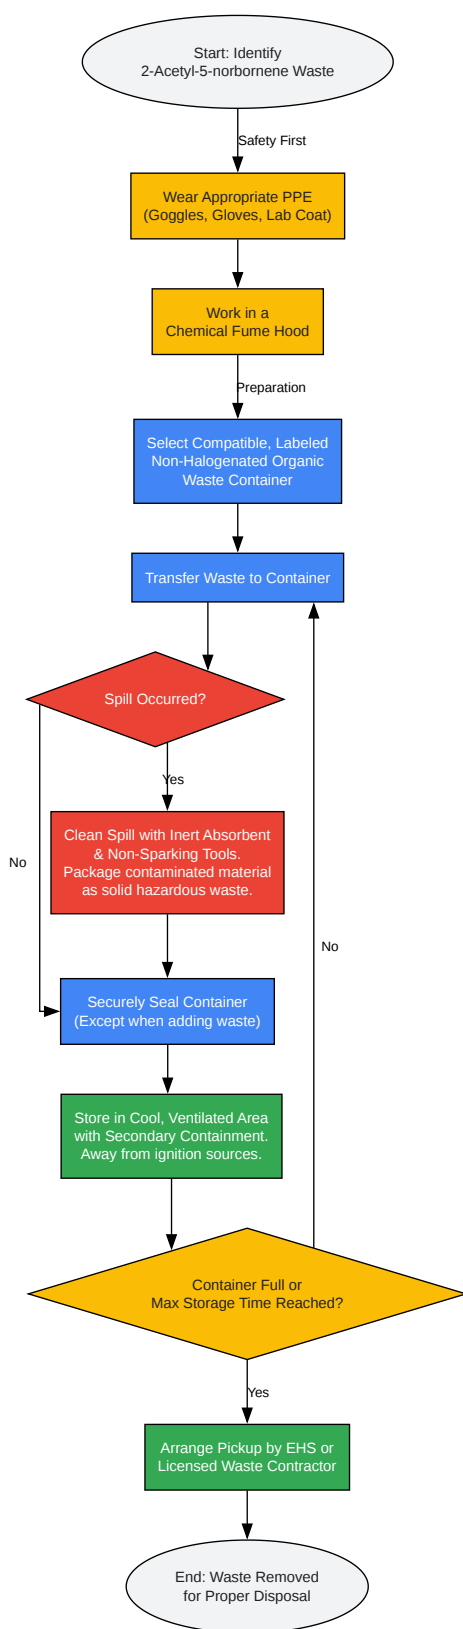 Start: Identify
2-Acetyl-5-norbornene Waste
Safety First
Wear Appropriate PPE
(Goggles, Gloves, Lab Coat)
Work in a
Chemical Fume Hood
Preparation
Select Compatible, Labeled
Non-Halogenated Organic
Waste Container
Transfer Waste to Container
Spill Occurred?
Yes
Clean Spill with Inert Absorbent
& Non-Sparking Tools.
Package contaminated material
as solid hazardous waste.
No
No
Securely Seal Container
(Except when adding waste)
Store in Cool, Ventilated Area
with Secondary Containment.
Away from ignition sources.
Container Full or
Max Storage Time Reached?
Yes
Arrange Pickup by EHS or
Licensed Waste Contractor
End: Waste Removed
for Proper Disposal